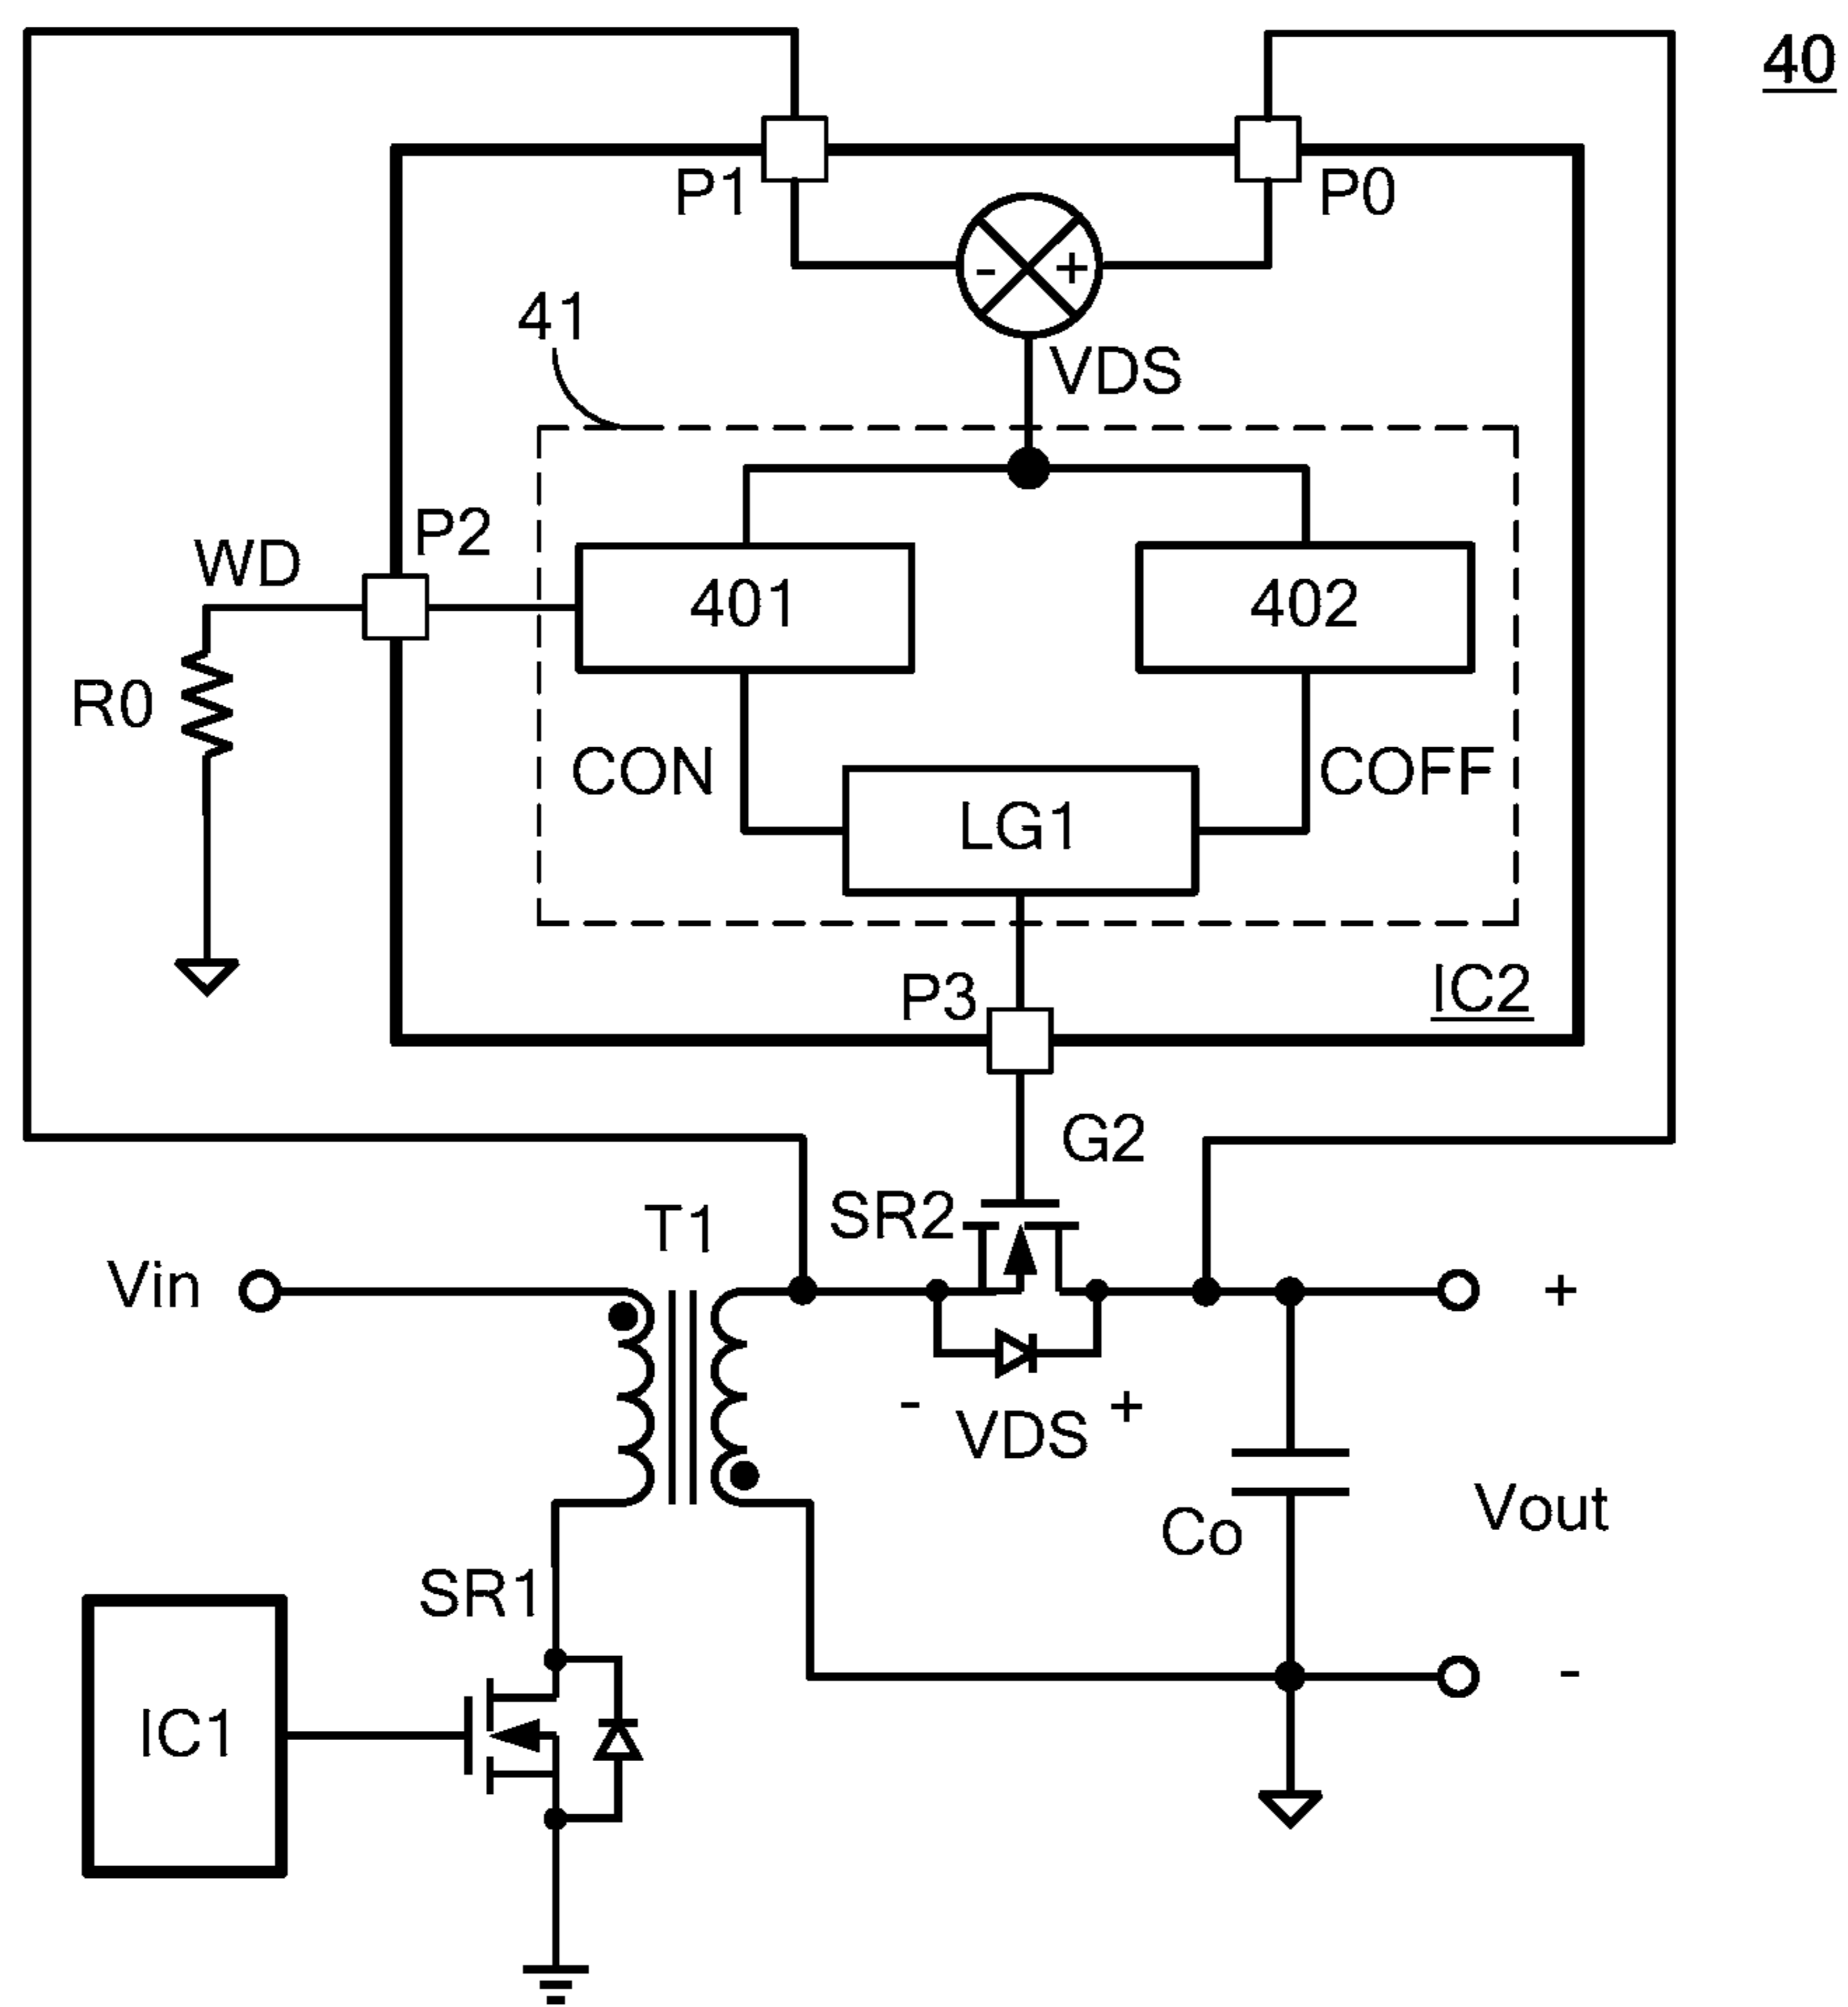 40
P1
P0
- +
41
VDS
P2
WD
401
402
R0
CON
COFF
LG1
P3
IC2
G2
SR2
T1
Vin
+
- +
VDS
Vout
Co
SR1
-
IC1